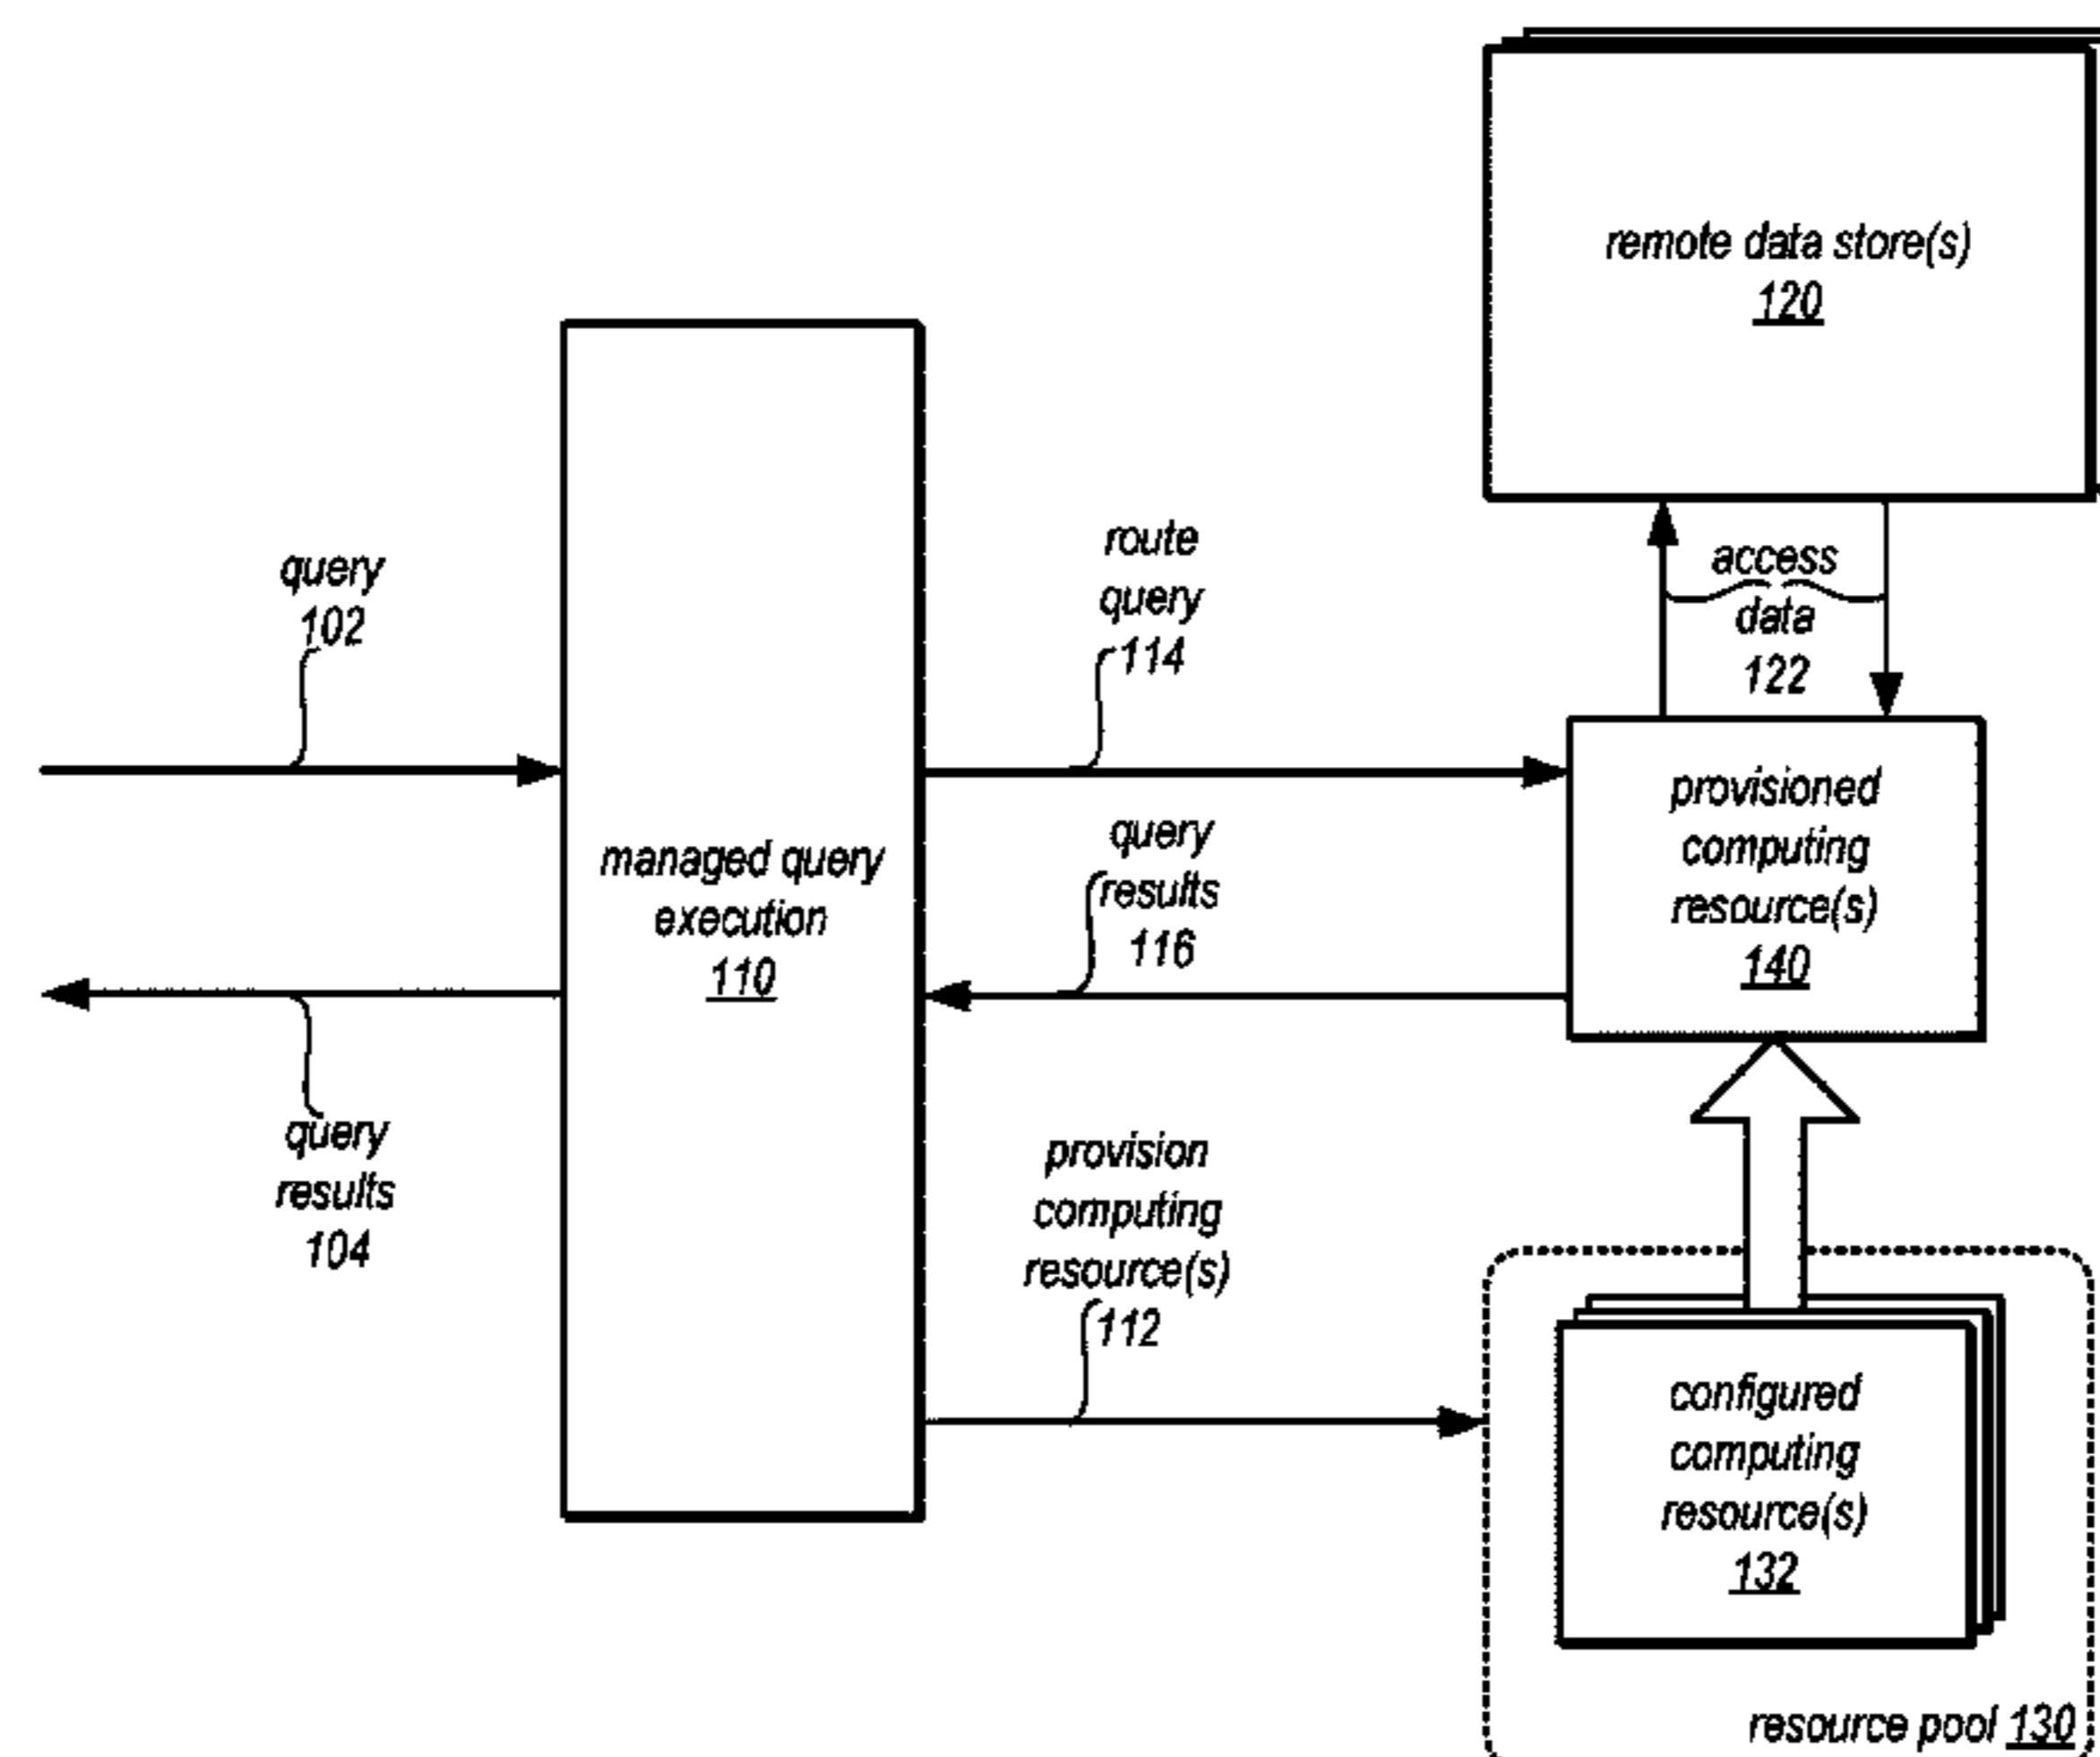 remote data store(s)
120
query
102
route
query
114
access
data
122
managed query
execution
110
provisioned
computing
resource(s)
140
query
results
116
query
results
104
provision
computing
resource(s)
112
configured
computing
resource(s)
132
resource pool 130